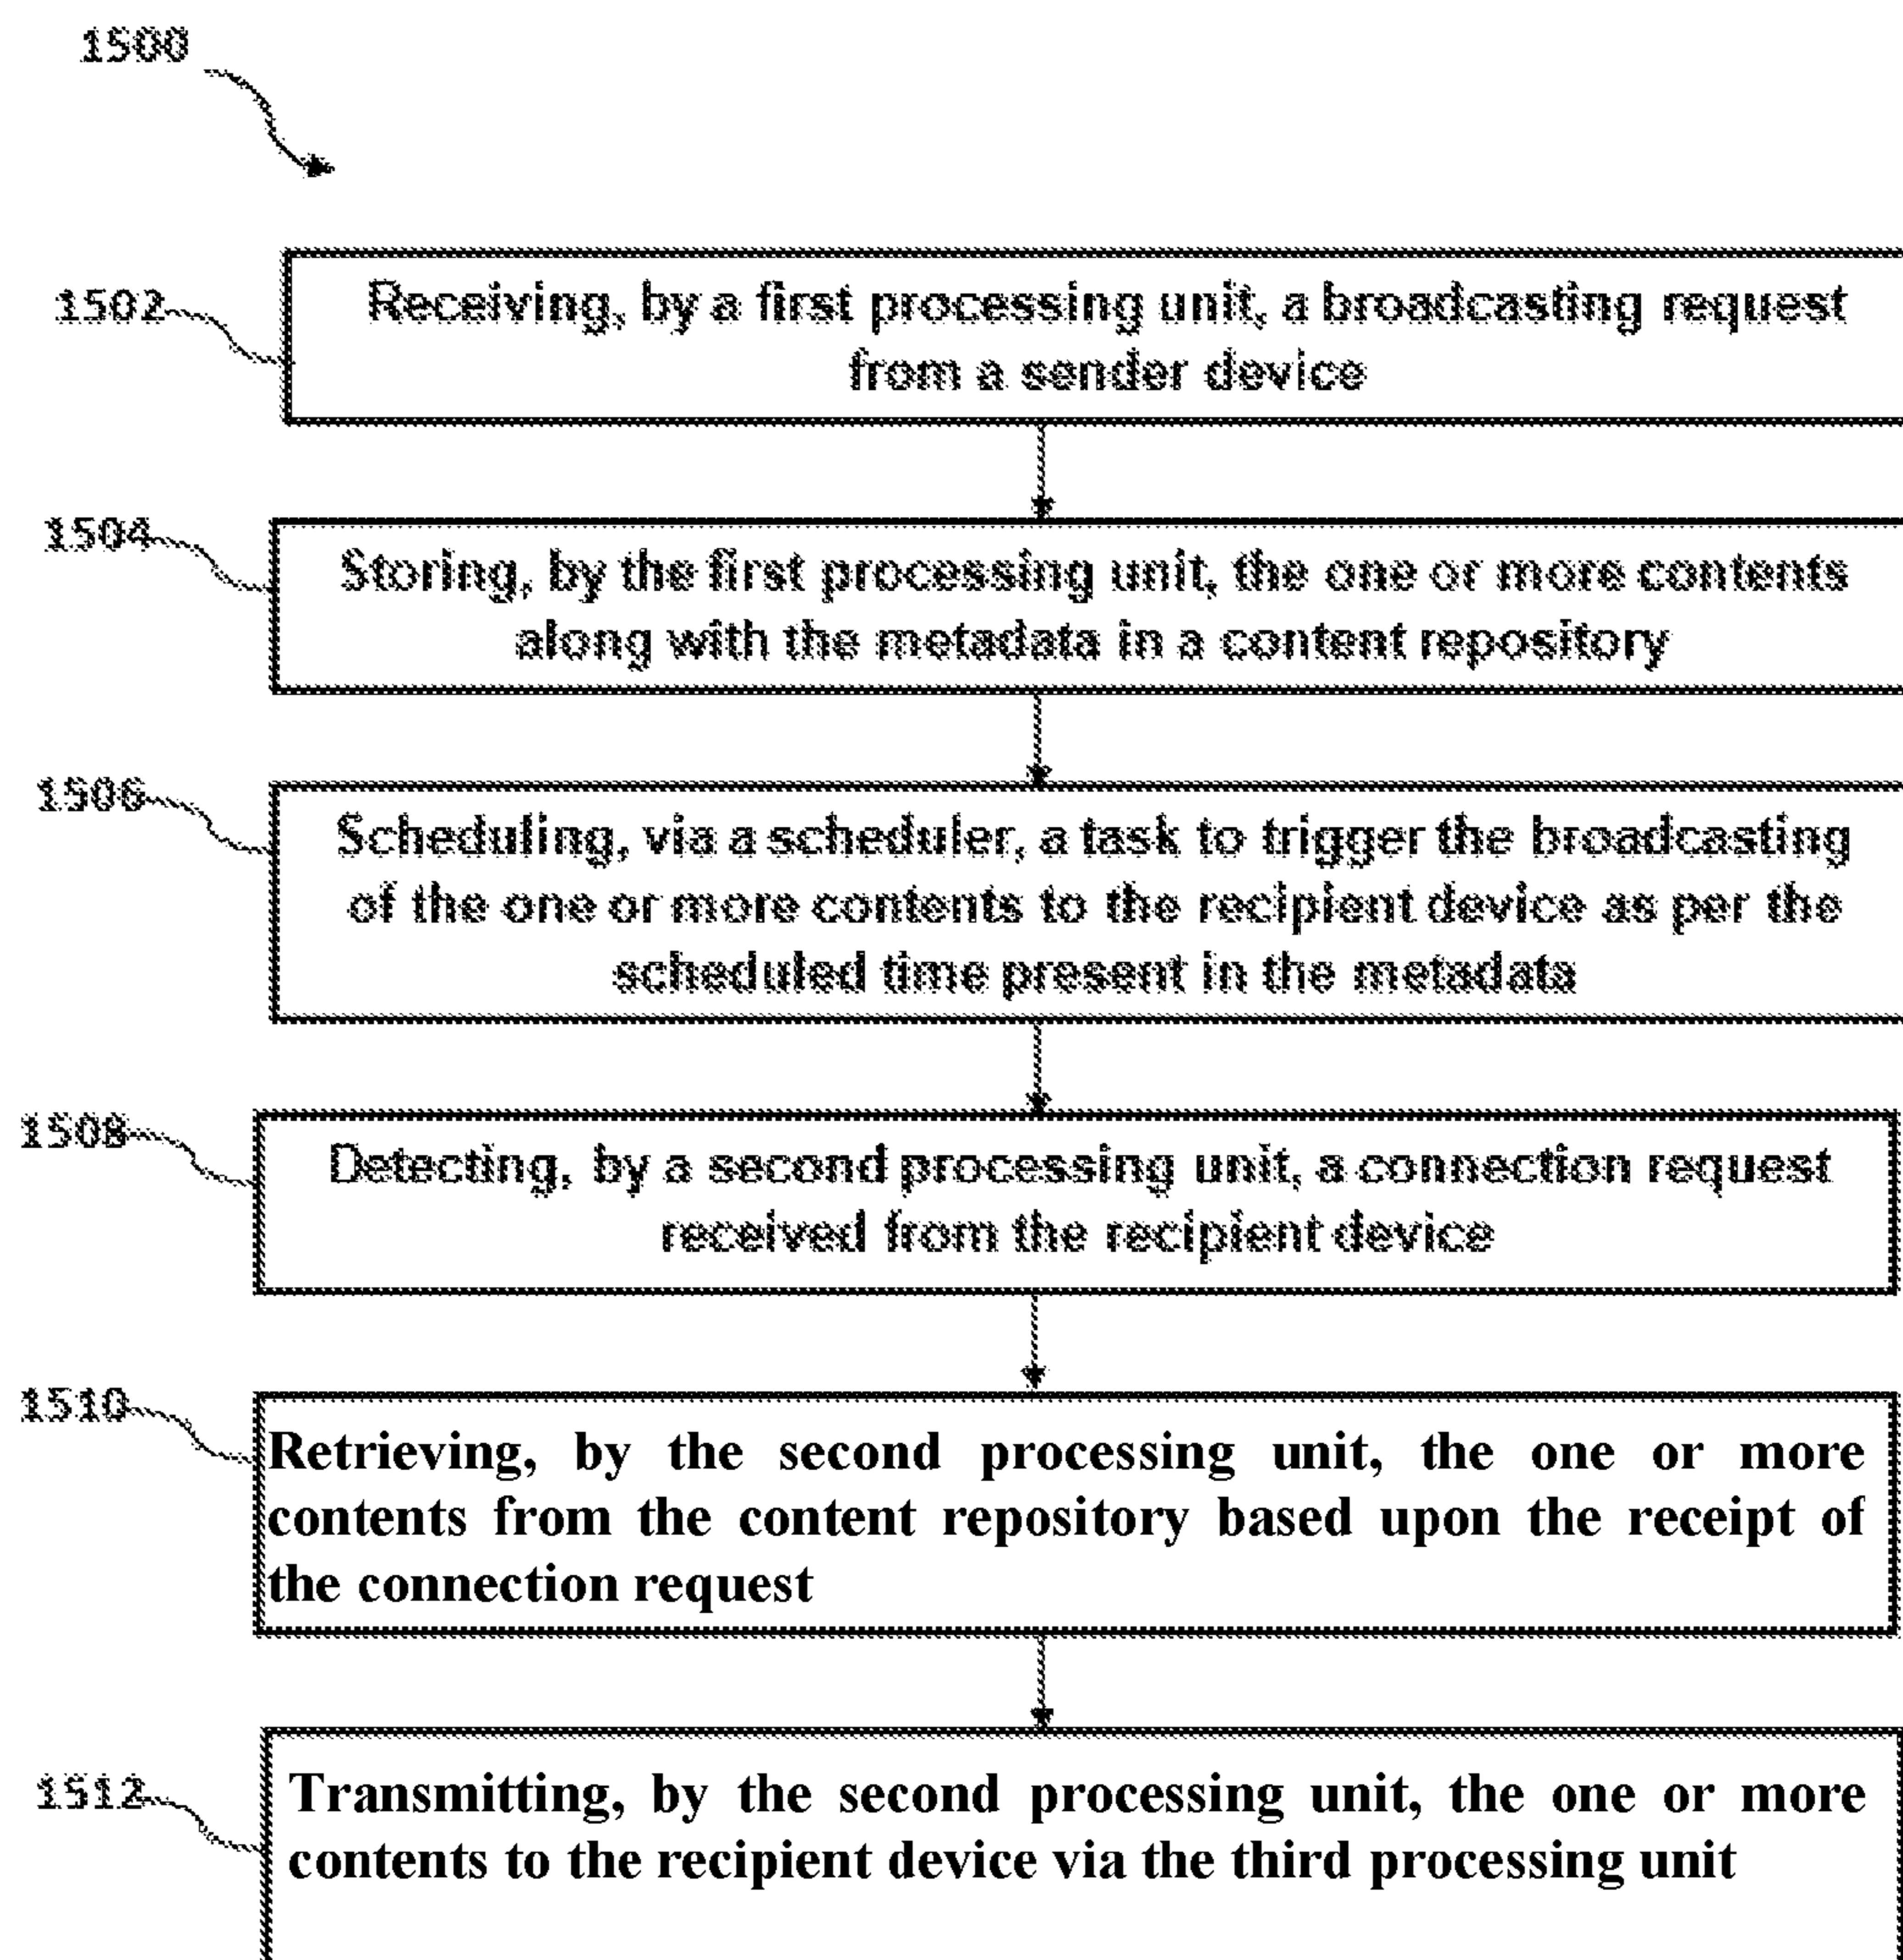 1500
1502
Receiving, by a first processing unit, a broadcasting request
from a sender device
1504
Storing, by the first processing unit, the one or more contents
along with the metadata in a content repository
1506
Scheduling, via a scheduler, a task to trigger the broadcasting
of the one or more contents to the recipient device as per the
scheduled time present in the metadata
1508
Detecting, by a second processing unit, a connection request
received from the recipient device
1510
Retrieving, by the second processing unit, the one or more
contents from the content repository based upon the receipt of
the connection request
1512
Transmitting, by the second processing unit, the one or more
contents to the recipient device via the third processing unit